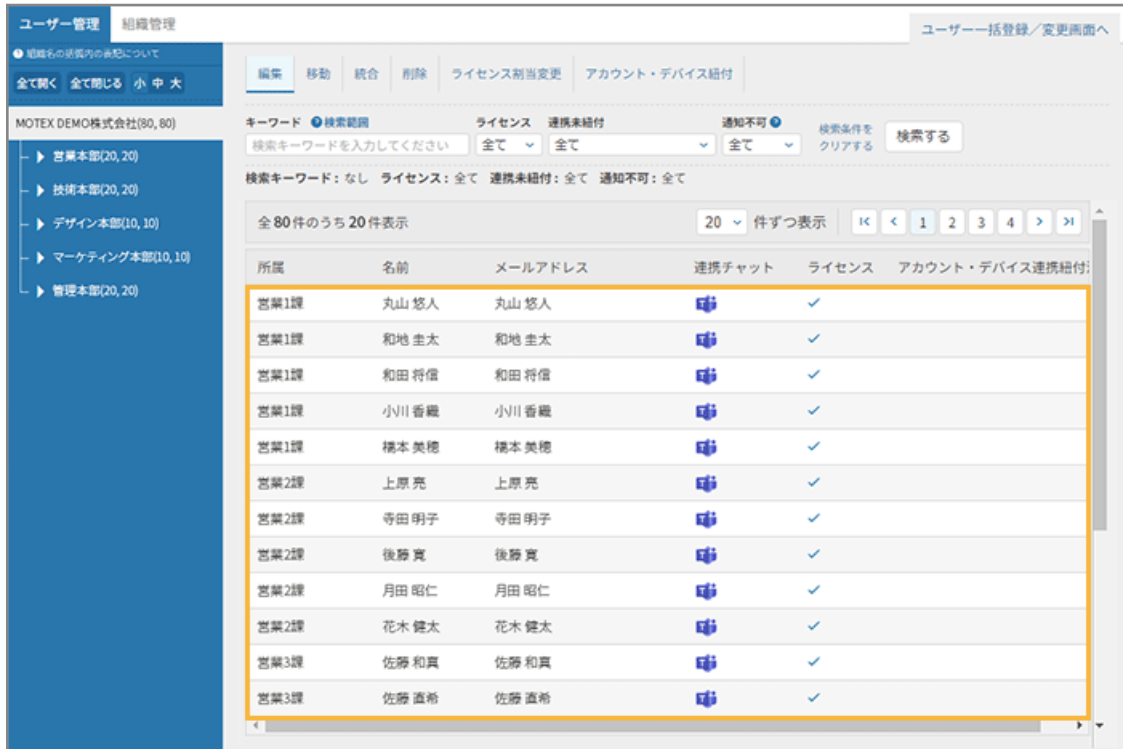 ユーザー管理 組織管理
ユーザー一括登録／変更画面へ
組織名の括弧内の表記について
全て開く 全て閉じる 小 中 大
MOTEX DEMO株式会社(80, 80)
営業本部(20, 20)
技術本部(20, 20)
デザイン本部(10, 10)
マーケティング本部(10, 10)
管理本部(20, 20)
編集 移動 統合 削除 ライセンス割当変更 アカウント・デバイス紐付
キーワード 検索範囲 ライセンス 連携未紐付 通知不可
検索キーワードを入力してください 全て 全て 全て 検索条件を
クリアする 検索する
検索キーワード：なし ライセンス：全て 連携未紐付：全て 通知不可：全て
全 80 件のうち 20 件表示 20 件ずつ表示 1 2 3 4
所属 名前 メールアドレス 連携チャット ライセンス アカウント・デバイス連携紐付
営業1課 丸山 悠人 丸山 悠人
営業1課 和地 圭太 和地 圭太
営業1課 和田 将信 和田 将信
営業1課 小川 香織 小川 香織
営業1課 橋本 美穂 橋本 美穂
営業2課 上原 亮 上原 亮
営業2課 寺田 明子 寺田 明子
営業2課 後藤 寛 後藤 寛
営業2課 月田 昭仁 月田 昭仁
営業2課 花木 健太 花木 健太
営業3課 佐藤 和真 佐藤 和真
営業3課 佐藤 直希 佐藤 直希